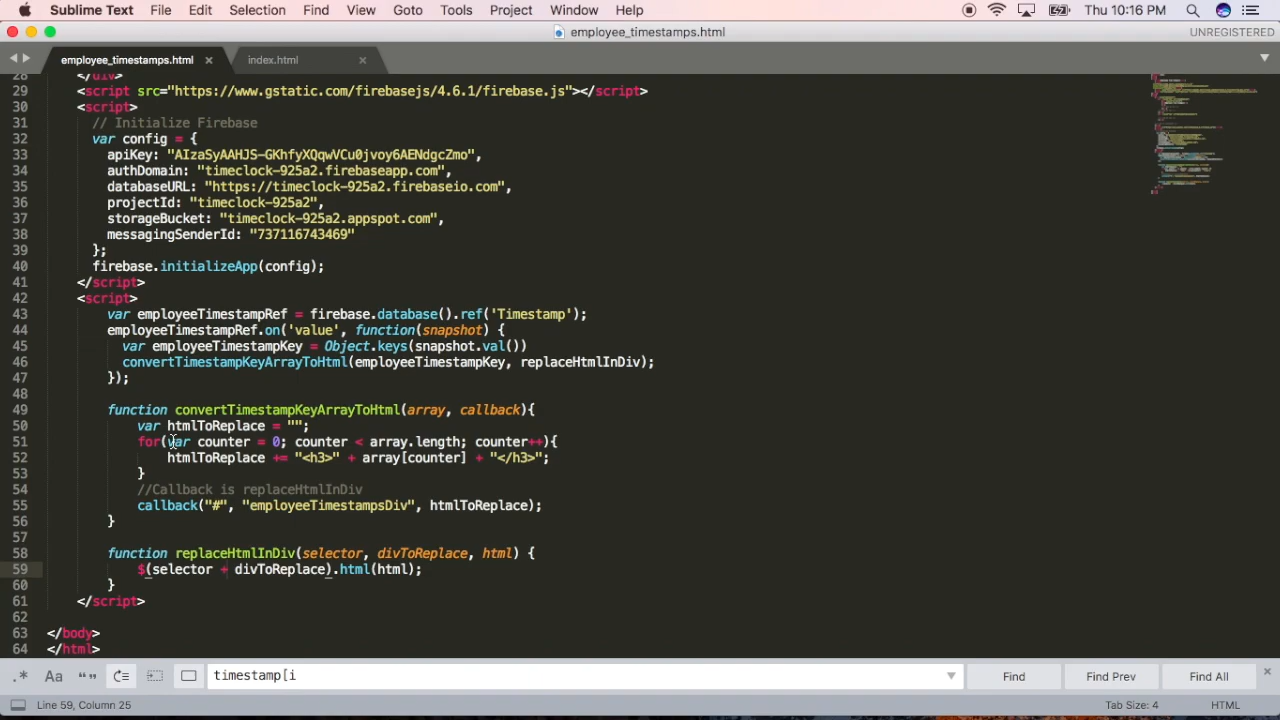 Sublime Text File Edit Selection Find View Goto Tools Project Window Help Thu 10:16 PM
employee_timestamps.html UNREGISTERED
employee_timestamps.html × index.html ×
28 </div>
29 <script src="https://www.gstatic.com/firebasejs/4.6.1/firebase.js"></script>
30 <script>
31 // Initialize Firebase
32 var config = {
33 apiKey: "AIzaSyAAHJS-GKhfyXQqwVCu0jvoy6AENdgcZmo",
34 authDomain: "timeclock-925a2.firebaseapp.com",
35 databaseURL: "https://timeclock-925a2.firebaseio.com",
36 projectId: "timeclock-925a2",
37 storageBucket: "timeclock-925a2.appspot.com",
38 messagingSenderId: "737116743469"
39 };
40 firebase.initializeApp(config);
41 </script>
42 <script>
43 var employeeTimestampRef = firebase.database().ref('Timestamp');
44 employeeTimestampRef.on('value', function(snapshot) {
45 var employeeTimestampKey = Object.keys(snapshot.val())
46 convertTimestampKeyArrayToHtml(employeeTimestampKey, replaceHtmlInDiv);
47 });
48
49 function convertTimestampKeyArrayToHtml(array, callback){
50 var htmlToReplace = "";
51 for(var counter = 0; counter < array.length; counter++){
52 htmlToReplace += "<h3>" + array[counter] + "</h3>";
53 }
54 //Callback is replaceHtmlInDiv
55 callback("#", "employeeTimestampsDiv", htmlToReplace);
56 }
57
58 function replaceHtmlInDiv(selector, divToReplace, html) {
59 $(selector + divToReplace).html(html);
60 }
61 </script>
62
63 </body>
64 </html>
.* Aa “” timestamp[i Find Find Prev Find All ×
Line 59, Column 25 Tab Size: 4 HTML